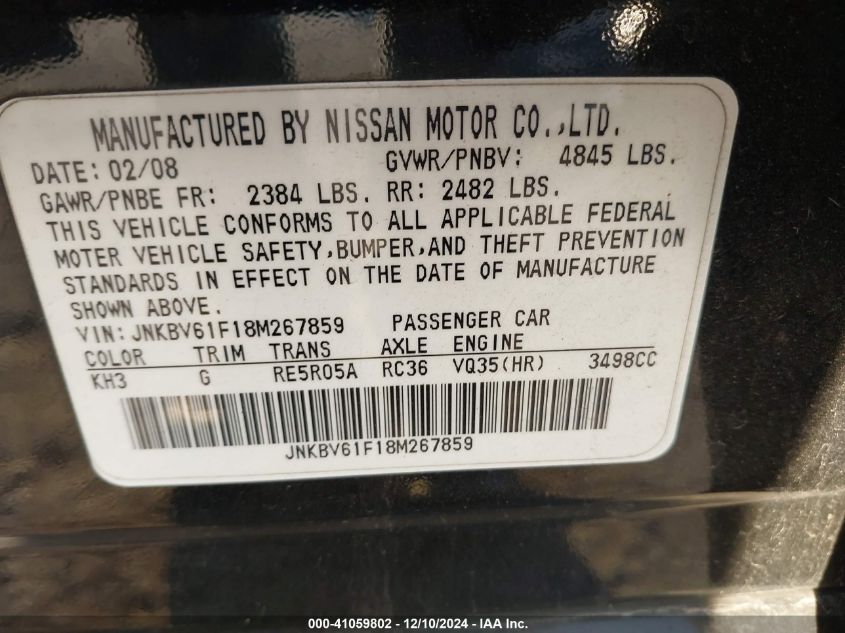 MANUFACTURED BY NISSAN MOTOR CO.,LTD.
DATE: 02/08 GVWR/PNBV: 4845 LBS.
GAWR/PNBE FR: 2384 LBS. RR: 2482 LBS.
THIS VEHICLE CONFORMS TO ALL APPLICABLE FEDERAL
MOTER VEHICLE SAFETY,BUMPER,AND THEFT PREVENTION
STANDARDS IN EFFECT ON THE DATE OF MANUFACTURE
SHOWN ABOVE.
VIN: JNKBV61F18M267859 PASSENGER CAR
COLOR TRIM TRANS AXLE ENGINE
KH3 G RE5R05A RC36 VQ35(HR) 3498CC
JNKBV61F18M267859
000-41059802 - 12/10/2024 - IAA Inc.